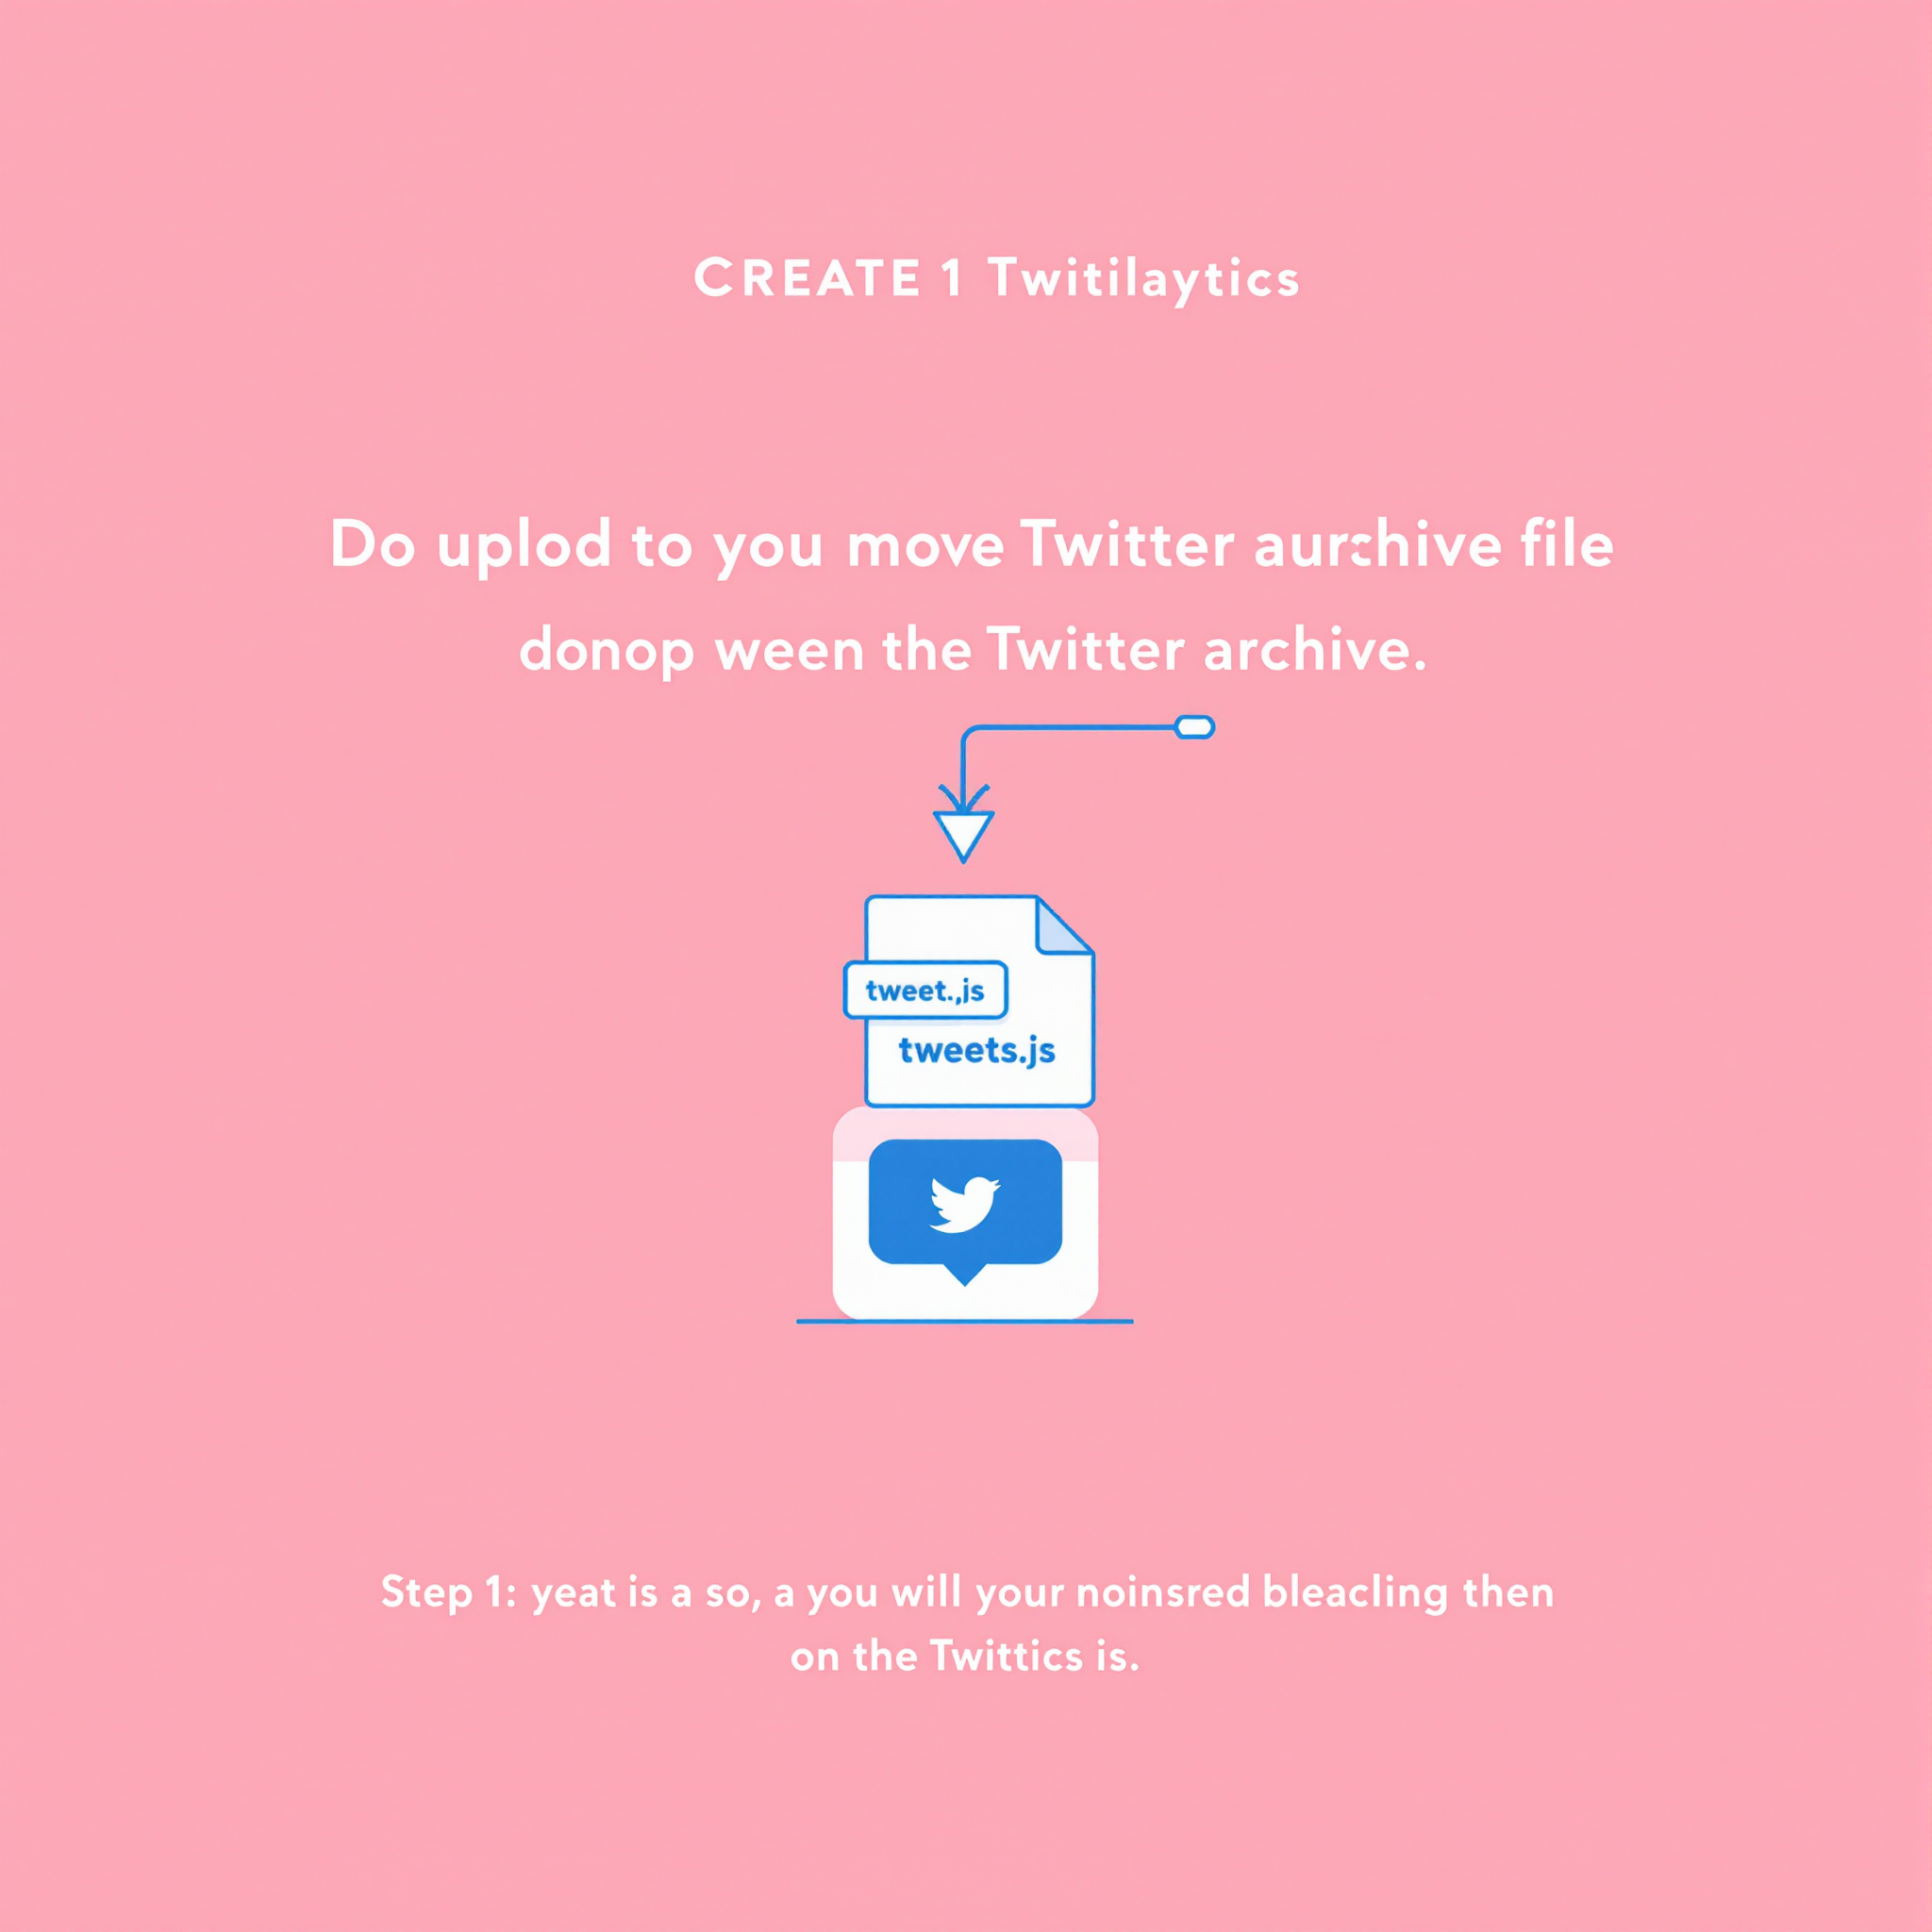 CREATE 1 Twitilaytics
Do uplod to you move Twitter aurchive file
donop ween the Twitter archive.
tweet.,js
tweets.js
Step 1: yeat is a so, a you will your noinsred bleacling then
on the Twittics is.